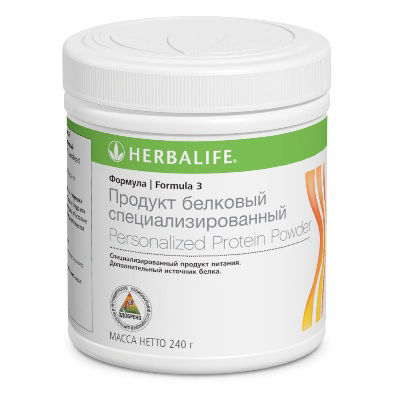 HERBALIFE®
Формула | Formula 3
Продукт белковый
специализированный
Personalized Protein Powder
Специализированный продукт питания.
Дополнительный источник белка.
ОДОБРЕНО
МАССА НЕТТО 240 г